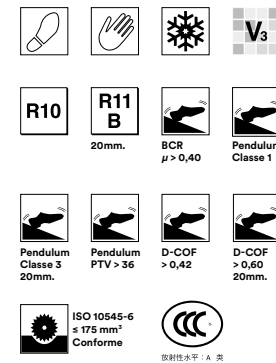 V3
R10
R11
B
20mm.
BCR
μ > 0,40
Pendulum
Classe 1
Pendulum
Classe 3
20mm.
Pendulum
PTV > 36
D-COF
> 0,42
D-COF
> 0,60
20mm.
ISO 10545-6
≤ 175 mm³
Conforme
CCC
放射性水平：A 类